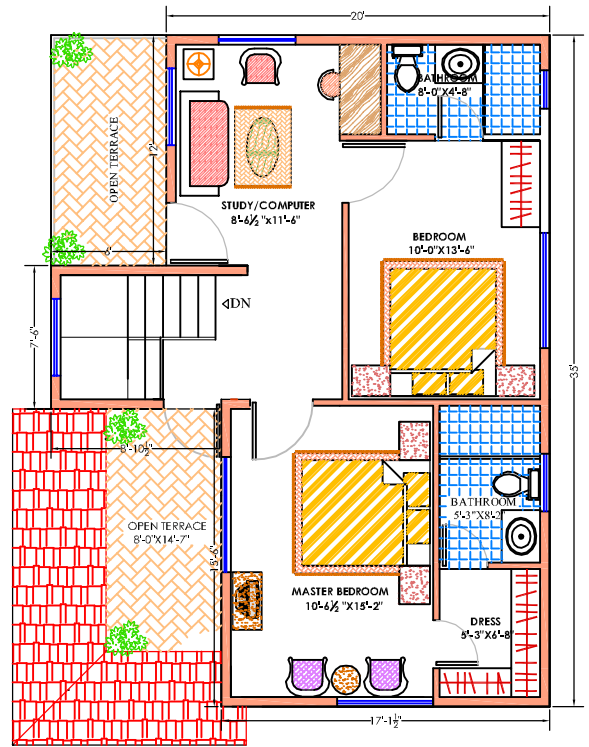 20'
BATHROOM
8'-0"X4'-8"
OPEN TERRACE
12'
STUDY/COMPUTER
8'-6½ "x11'-6"
BEDROOM
10'-0"X13'-6"
6'
DN
7'-6"
35'
8'-10½"
BATHROOM
5'-3"X8'-2
OPEN TERRACE
8'-0"X14'-7"
15'-6"
MASTER BEDROOM
10'-6½ "X15'-2"
DRESS
5'-3"X6'-8"
17'-1½"